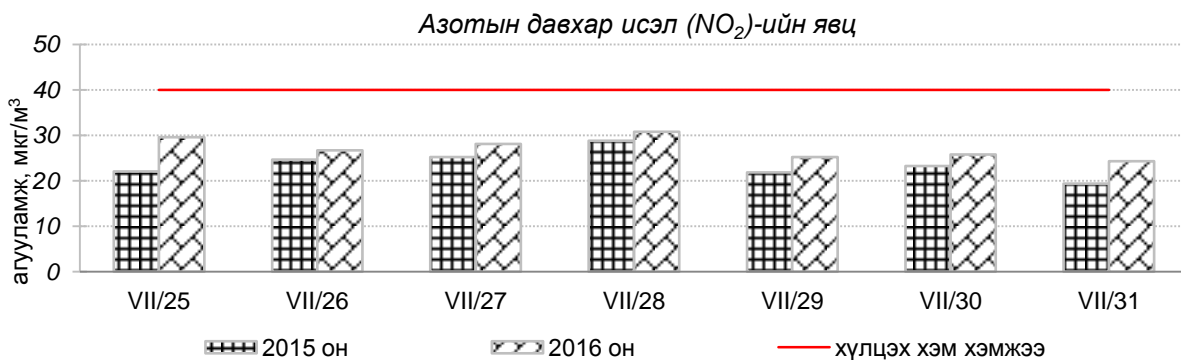 Азотын давхар исэл (NO₂)-ийн явц
агууламж, мкг/м³
50
40
30
20
10
0
VII/25 VII/26 VII/27 VII/28 VII/29 VII/30 VII/31
2015 он 2016 он хүлцэх хэм хэмжээ